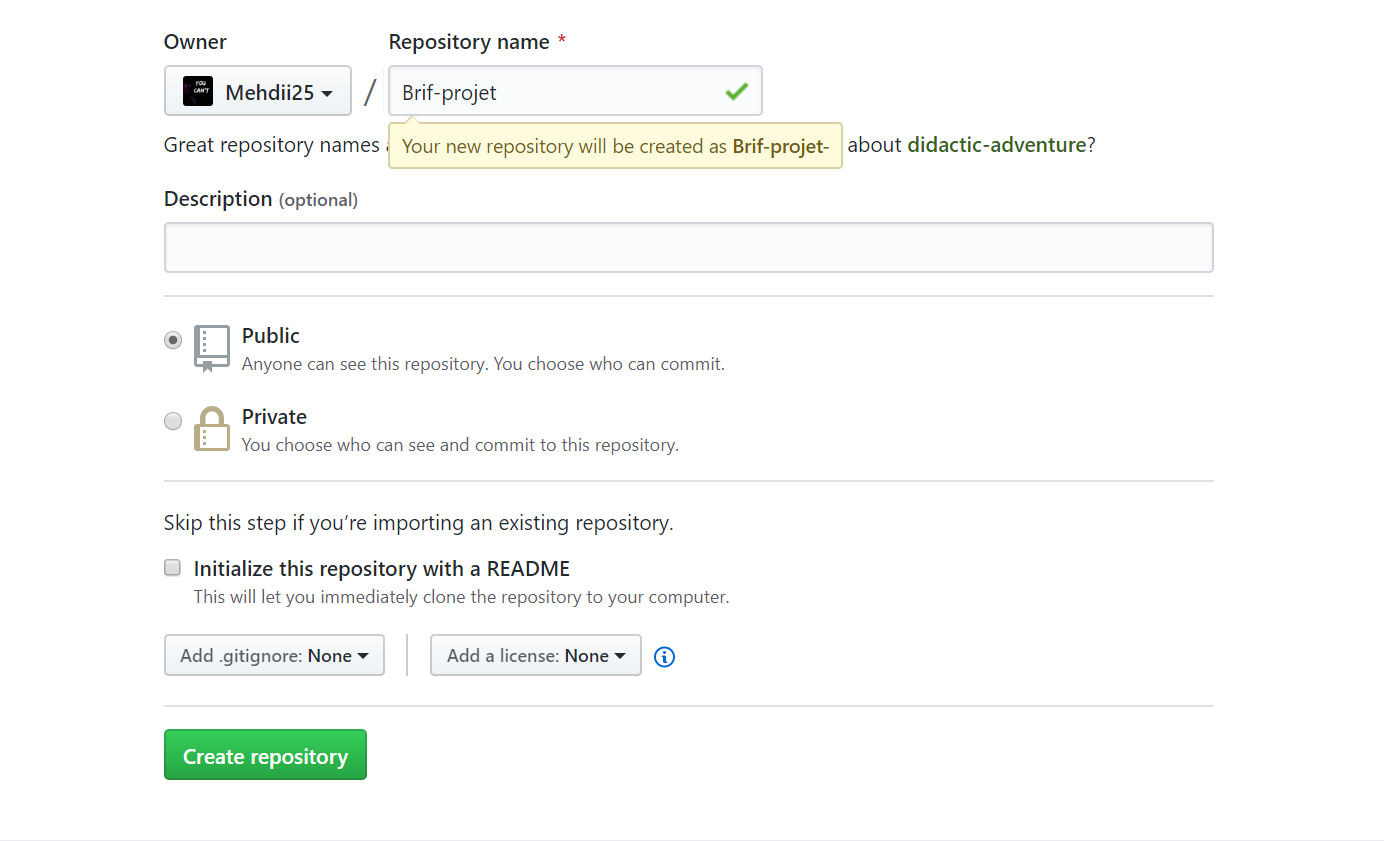 Owner
Repository name *
YOU
CAN'T
Mehdii25
/
Brif-projet
Great repository names
Your new repository will be created as Brif-projet-
about didactic-adventure?
Description (optional)
Public
Anyone can see this repository. You choose who can commit.
Private
You choose who can see and commit to this repository.
Skip this step if you’re importing an existing repository.
Initialize this repository with a README
This will let you immediately clone the repository to your computer.
Add .gitignore: None
Add a license: None
Create repository